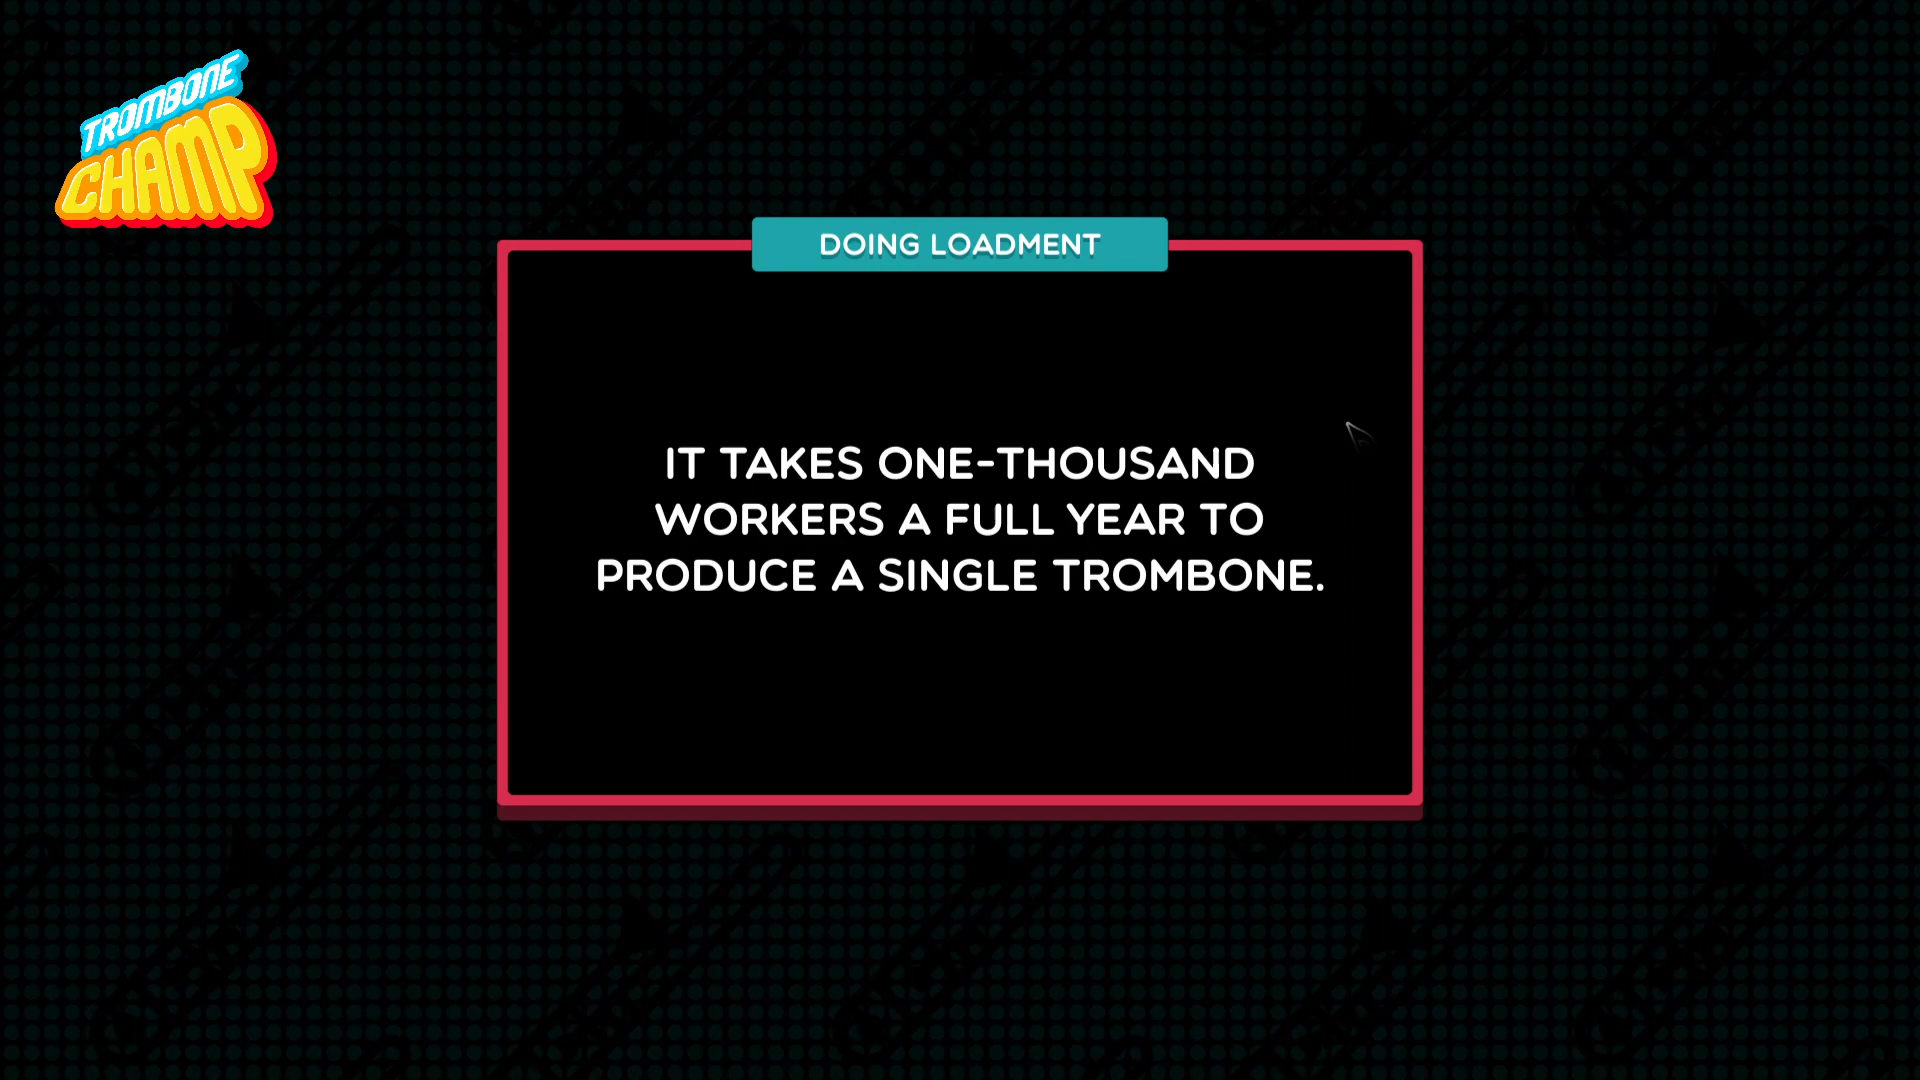 TROMBONE
CHAMP
DOING LOADMENT
IT TAKES ONE-THOUSAND
WORKERS A FULL YEAR TO
PRODUCE A SINGLE TROMBONE.